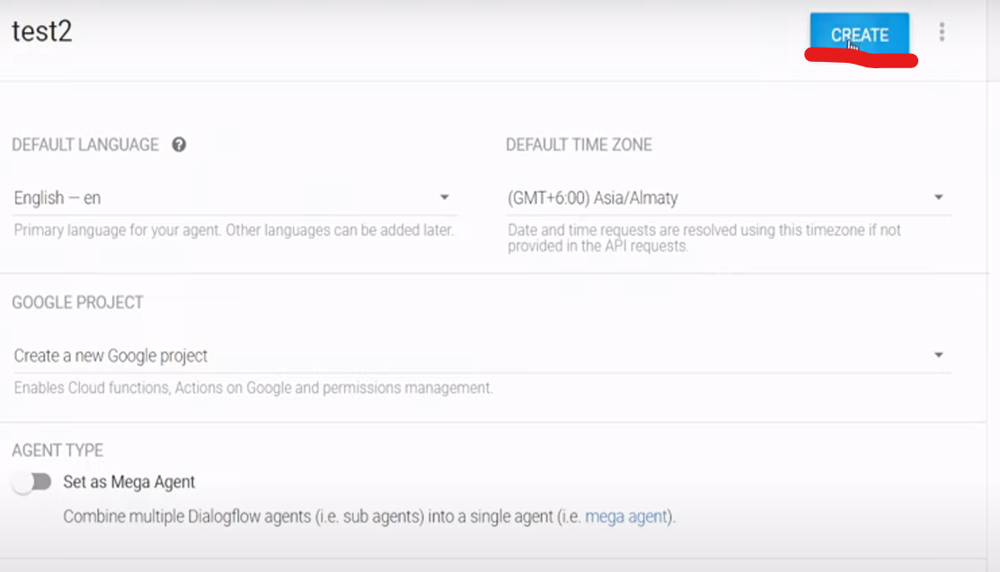 test2
CREATE
DEFAULT LANGUAGE ?
DEFAULT TIME ZONE
English — en
(GMT+6:00) Asia/Almaty
Primary language for your agent. Other languages can be added later.
Date and time requests are resolved using this timezone if not
provided in the API requests.
GOOGLE PROJECT
Create a new Google project
Enables Cloud functions, Actions on Google and permissions management.
AGENT TYPE
Set as Mega Agent
Combine multiple Dialogflow agents (i.e. sub agents) into a single agent (i.e. mega agent).